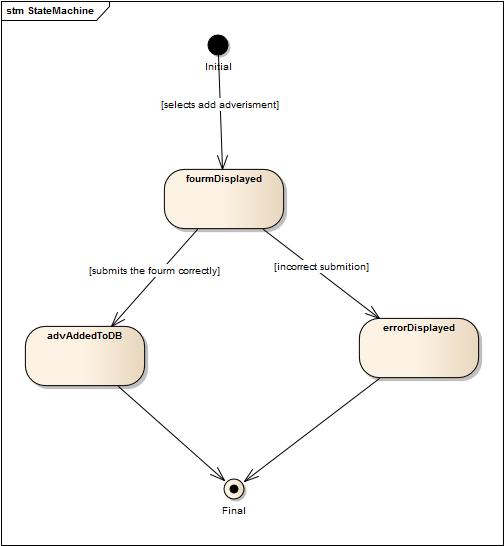 stm StateMachine
Initial
[selects add adverisment]
fourmDisplayed
[submits the fourm correctly]
[incorrect submition]
advAddedToDB
errorDisplayed
Final